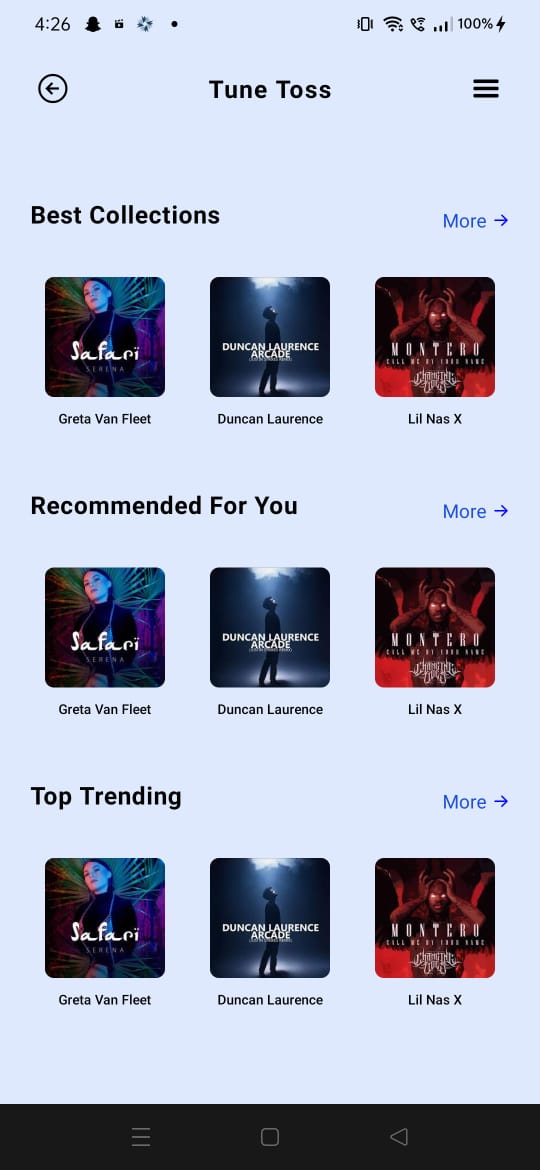 4:26
100%
Tune Toss
Best Collections
More →
Safari
SERENA
DUNCAN LAURENCE
ARCADE
MONTERO
CALL ME BY YOUR NAME
Greta Van Fleet
Duncan Laurence
Lil Nas X
Recommended For You
More →
Safari
SERENA
DUNCAN LAURENCE
ARCADE
MONTERO
CALL ME BY YOUR NAME
Greta Van Fleet
Duncan Laurence
Lil Nas X
Top Trending
More →
Safari
SERENA
DUNCAN LAURENCE
ARCADE
MONTERO
CALL ME BY YOUR NAME
Greta Van Fleet
Duncan Laurence
Lil Nas X